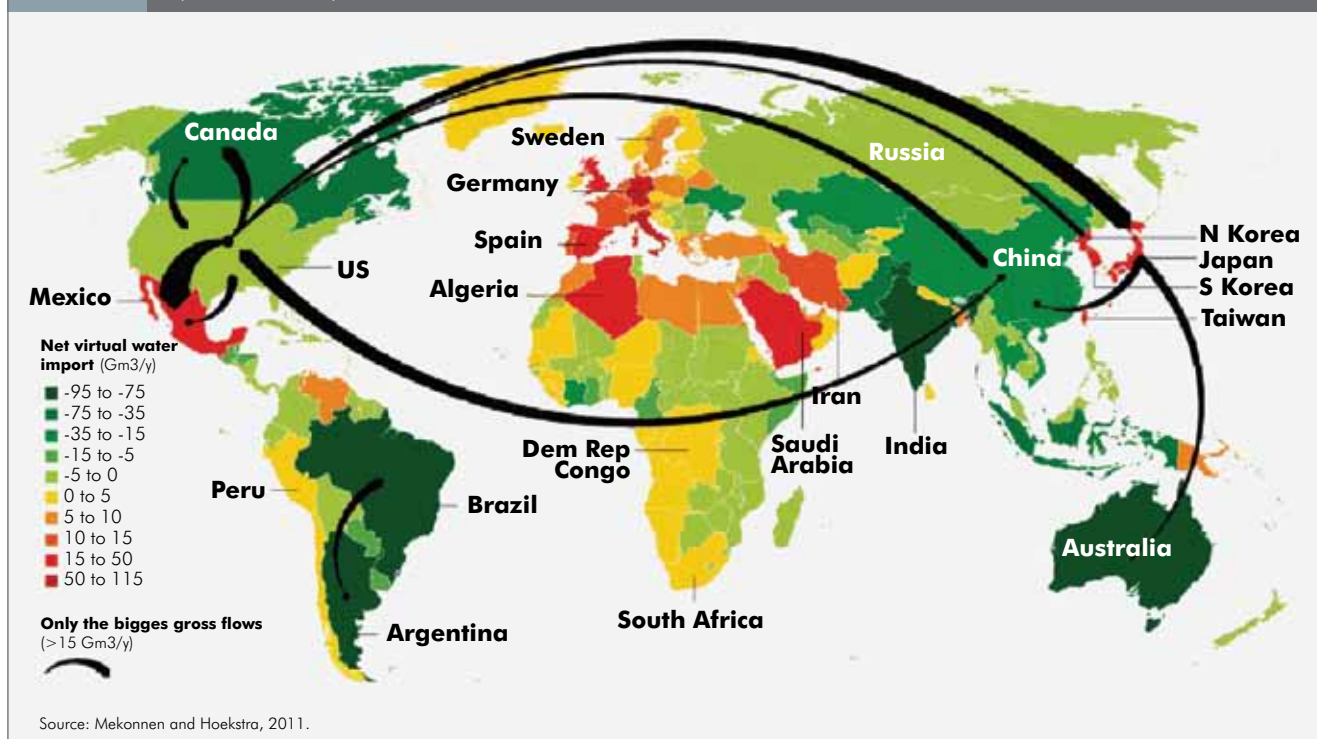 Canada
Sweden
Russia
Germany
Spain
China
N Korea
Japan
US
Algeria
S Korea
Mexico
Taiwan
Net virtual water
import (Gm3/y)
-95 to -75
-75 to -35
-35 to -15
-15 to -5
-5 to 0
0 to 5
5 to 10
10 to 15
15 to 50
50 to 115
Iran
Dem Rep
Congo
Saudi
Arabia
India
Peru
Brazil
Australia
South Africa
Argentina
Only the bigges gross flows
(>15 Gm3/y)
Source: Mekonnen and Hoekstra, 2011.